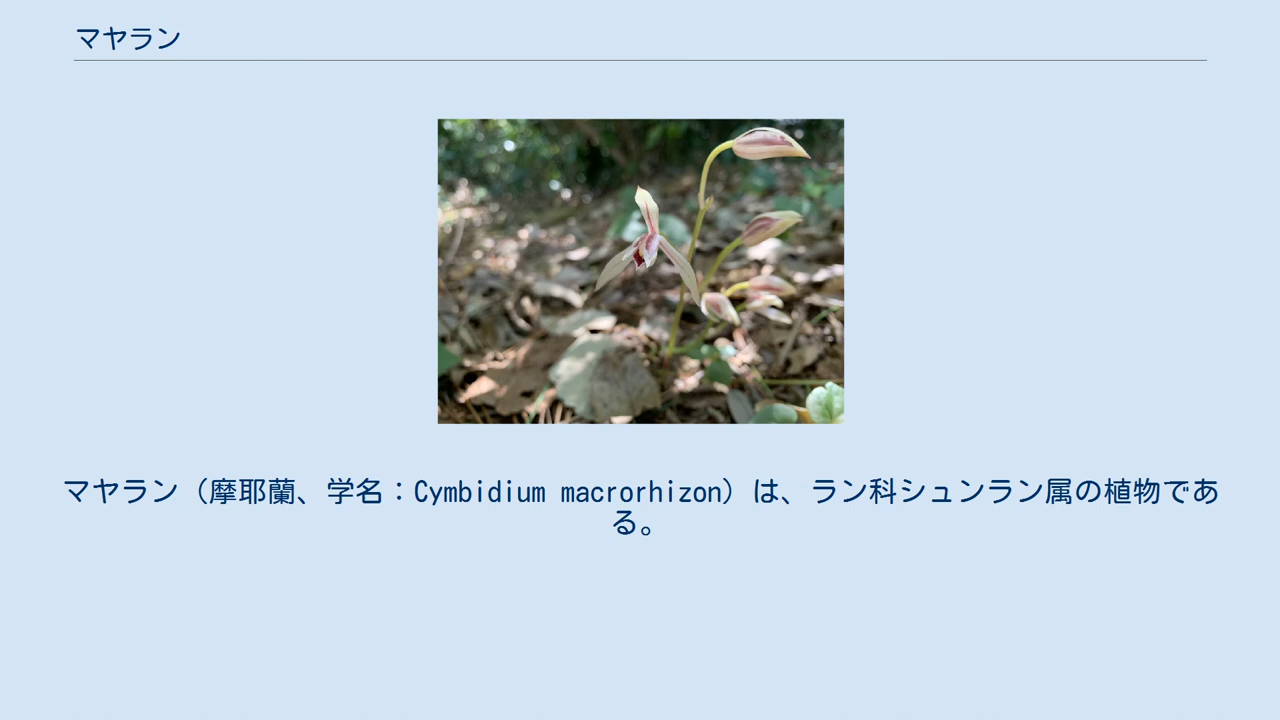 マヤラン
マヤラン（摩耶蘭、学名：Cymbidium macrorhizon）は、ラン科シュンラン属の植物であ
る。